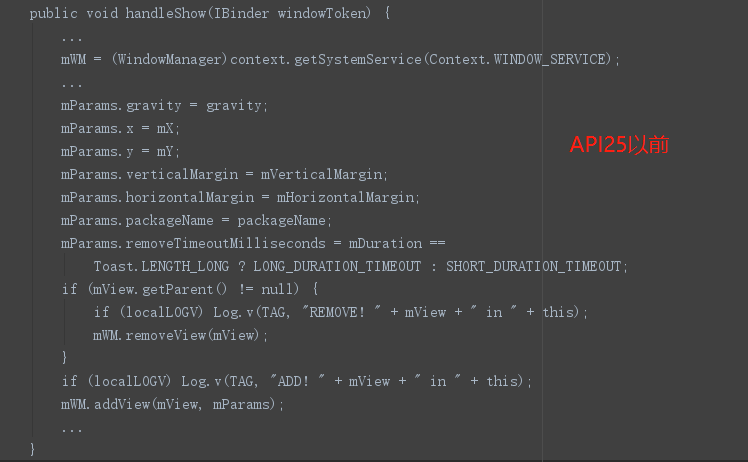 public void handleShow(IBinder windowToken) {
...
mWM = (WindowManager)context.getSystemService(Context.WINDOW_SERVICE);
...
mParams.gravity = gravity;
mParams.x = mX;
mParams.y = mY;
API25以前
mParams.verticalMargin = mVerticalMargin;
mParams.horizontalMargin = mHorizontalMargin;
mParams.packageName = packageName;
mParams.removeTimeoutMilliseconds = mDuration ==
Toast.LENGTH_LONG ? LONG_DURATION_TIMEOUT : SHORT_DURATION_TIMEOUT;
if (mView.getParent() != null) {
if (localLOGV) Log.v(TAG, "REMOVE! " + mView + " in " + this);
mWM.removeView(mView);
}
if (localLOGV) Log.v(TAG, "ADD! " + mView + " in " + this);
mWM.addView(mView, mParams);
...
}